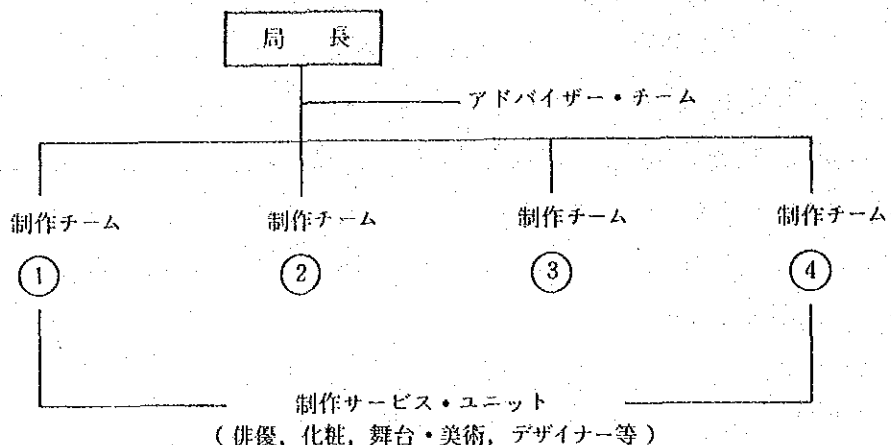 局 長
アドバイザー・チーム
制作チーム 制作チーム 制作チーム 制作チーム
① ② ③ ④
制作サービス・ユニット
(俳優, 化粧, 舞台・美術, デザイナー等)